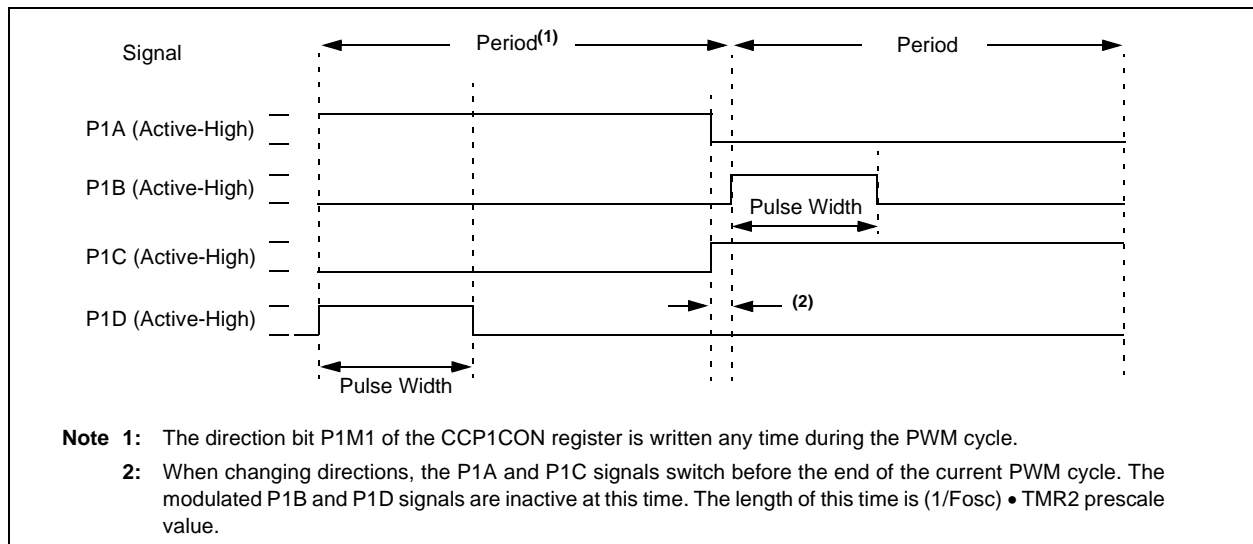 Signal
Period(1)
Period
P1A (Active-High)
P1B (Active-High)
Pulse Width
P1C (Active-High)
(2)
P1D (Active-High)
Pulse Width
Note 1: The direction bit P1M1 of the CCP1CON register is written any time during the PWM cycle.
2: When changing directions, the P1A and P1C signals switch before the end of the current PWM cycle. The
modulated P1B and P1D signals are inactive at this time. The length of this time is (1/Fosc) • TMR2 prescale
value.